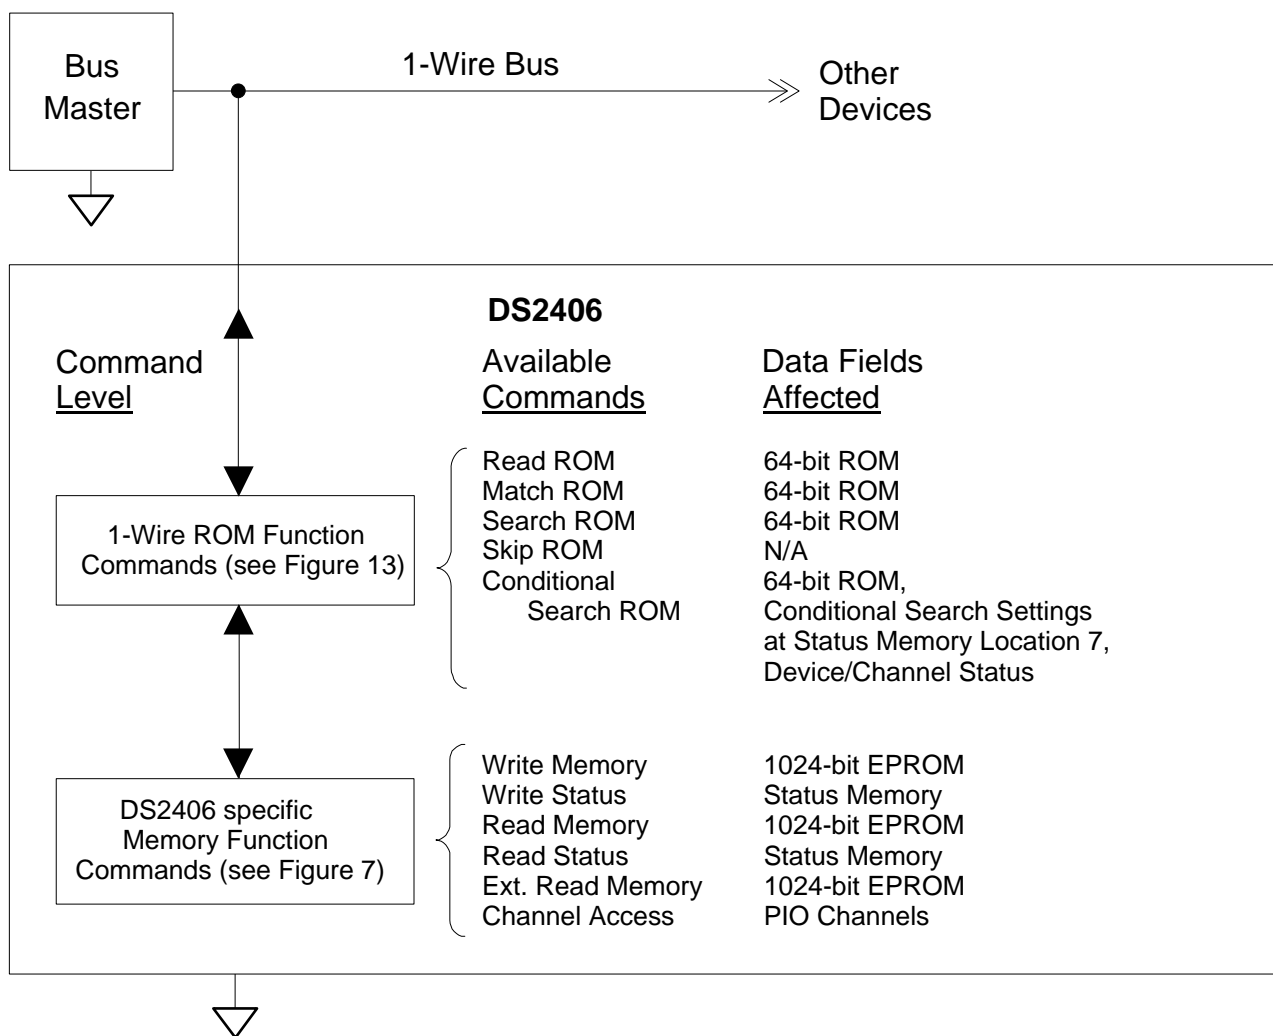 Bus
Master
1-Wire Bus
Other
Devices
DS2406
Command
Level
Available
Commands
Data Fields
Affected
1-Wire ROM Function
Commands (see Figure 13)
Read ROM 64-bit ROM
Match ROM 64-bit ROM
Search ROM 64-bit ROM
Skip ROM N/A
Conditional 64-bit ROM,
Search ROM Conditional Search Settings
at Status Memory Location 7,
Device/Channel Status
DS2406 specific
Memory Function
Commands (see Figure 7)
Write Memory 1024-bit EPROM
Write Status Status Memory
Read Memory 1024-bit EPROM
Read Status Status Memory
Ext. Read Memory 1024-bit EPROM
Channel Access PIO Channels